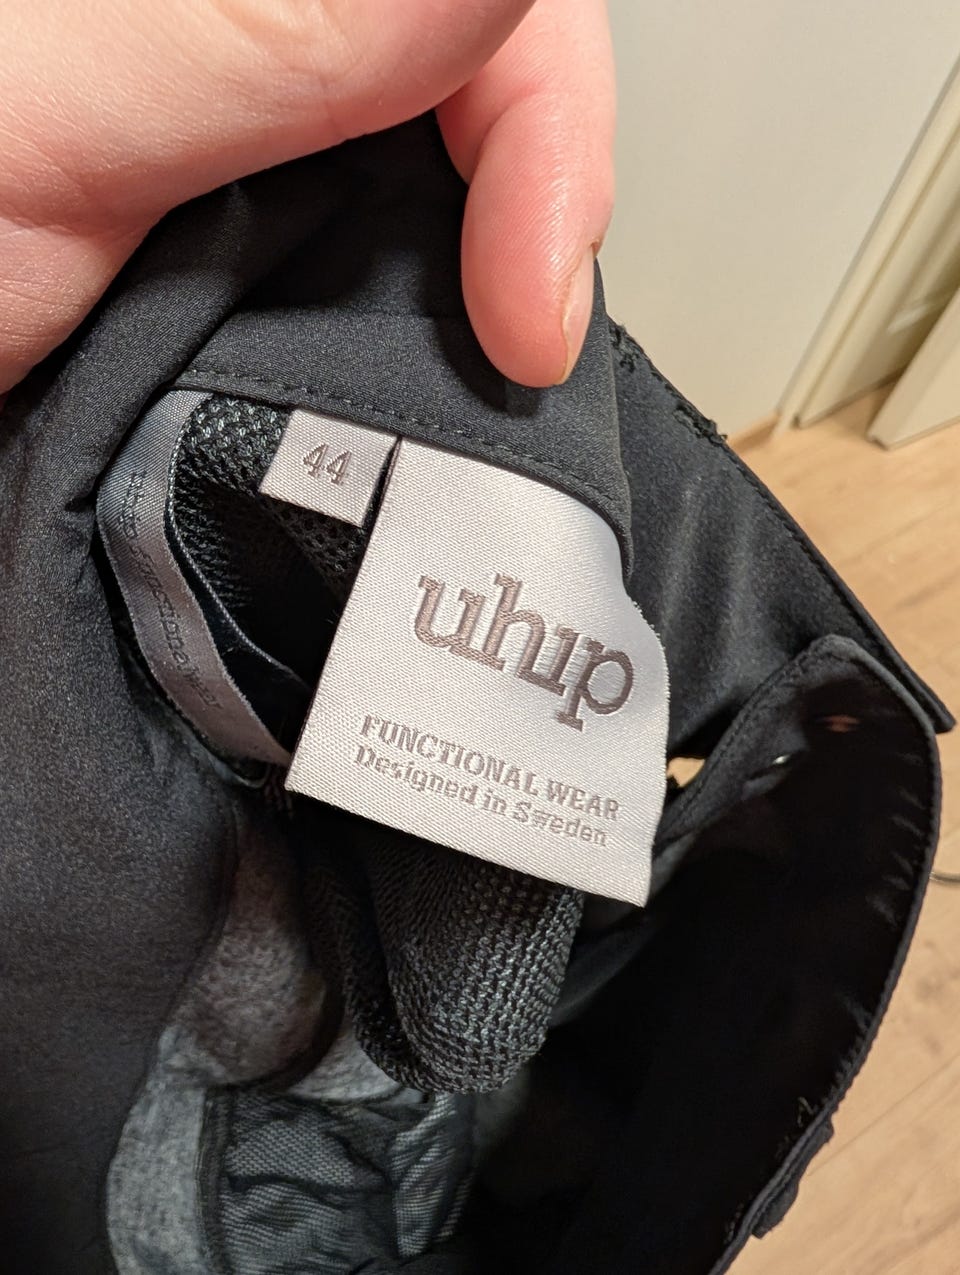 44
uhip
FUNCTIONAL WEAR
Designed in Sweden